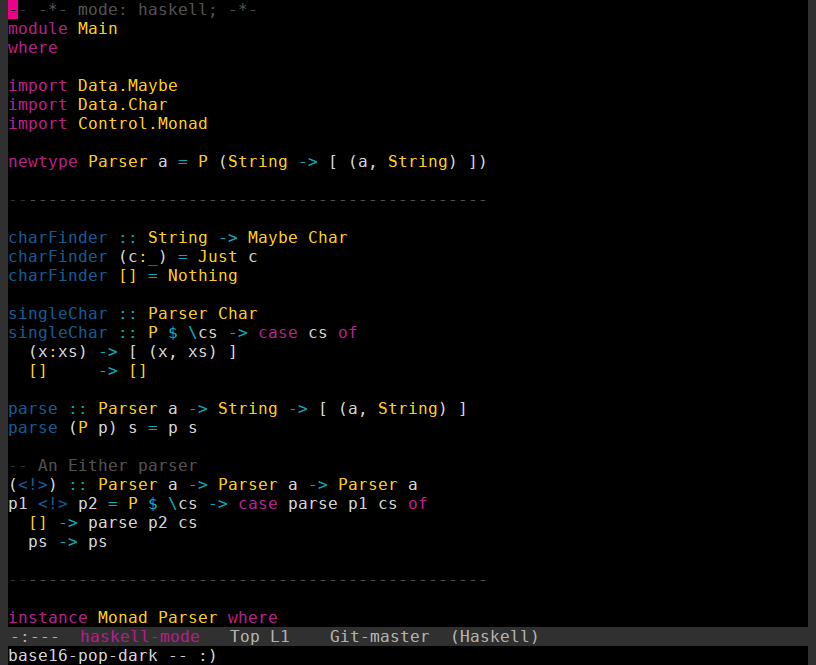 -- -*- mode: haskell; -*-
module Main
where
import Data.Maybe
import Data.Char
import Control.Monad
newtype Parser a = P (String -> [ (a, String) ])
------------------------------------------------
charFinder :: String -> Maybe Char
charFinder (c:_) = Just c
charFinder [] = Nothing
singleChar :: Parser Char
singleChar :: P $ \cs -> case cs of
  (x:xs) -> [ (x, xs) ]
  []     -> []
parse :: Parser a -> String -> [ (a, String) ]
parse (P p) s = p s
-- An Either parser
(<!>) :: Parser a -> Parser a -> Parser a
p1 <!> p2 = P $ \cs -> case parse p1 cs of
  [] -> parse p2 cs
  ps -> ps
------------------------------------------------
instance Monad Parser where
-:---  haskell-mode   Top L1    Git-master  (Haskell)
base16-pop-dark -- :)